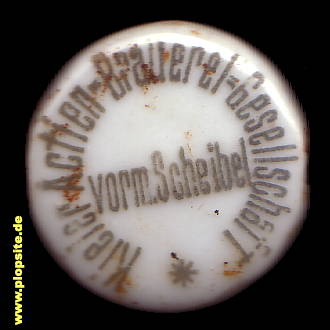 Kieler Actien-Brauerei-Gesellschaft
vorm. Scheibel
*
www.plopsite.de